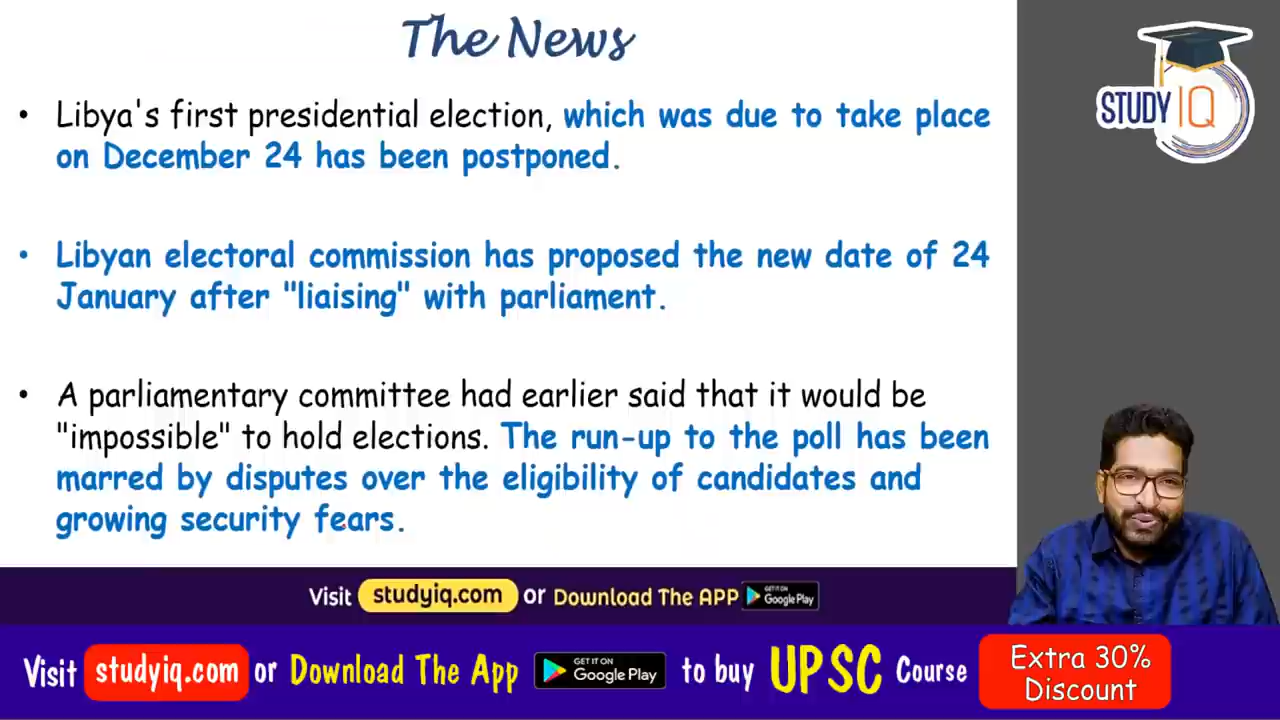 The News
STUDY IQ
• Libya's first presidential election, which was due to take place
on December 24 has been postponed.
• Libyan electoral commission has proposed the new date of 24
January after "liaising" with parliament.
• A parliamentary committee had earlier said that it would be
"impossible" to hold elections. The run-up to the poll has been
marred by disputes over the eligibility of candidates and
growing security fears.
Visit studyiq.com or Download The APP GET IT ON Google Play
Visit studyiq.com or Download The App GET IT ON Google Play to buy UPSC Course Extra 30%
Discount